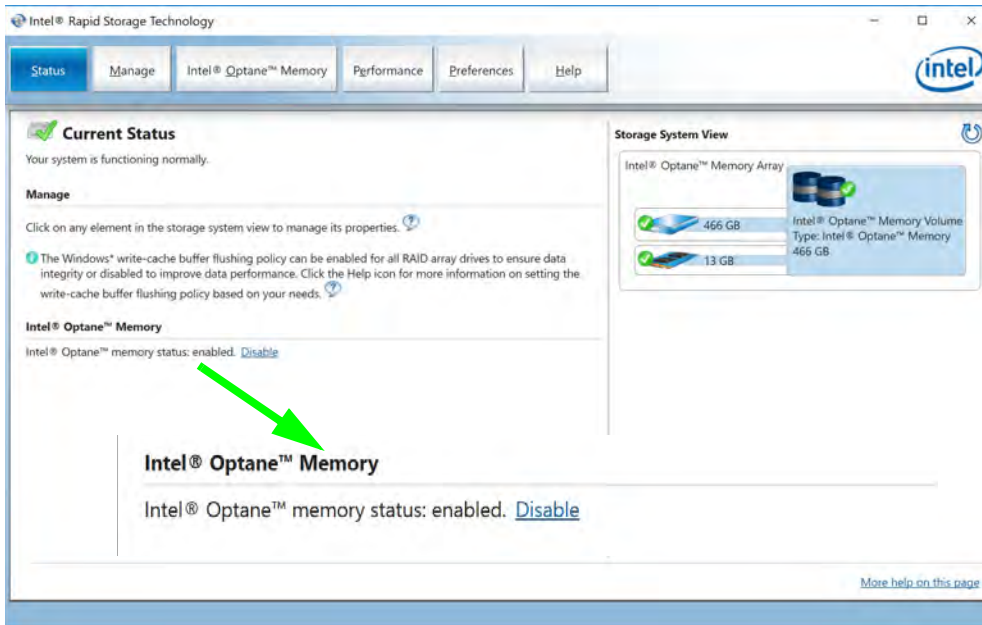 Intel® Rapid Storage Technology
Status
Manage
Intel® Optane™ Memory
Performance
Preferences
Help
intel
Current Status
Your system is functioning normally.
Manage
Click on any element in the storage system view to manage its properties.
The Windows* write-cache buffer flushing policy can be enabled for all RAID array drives to ensure data
integrity or disabled to improve data performance. Click the Help icon for more information on setting the
write-cache buffer flushing policy based on your needs.
Intel® Optane™ Memory
Intel® Optane™ memory status: enabled. Disable
Intel® Optane™ Memory
Intel® Optane™ memory status: enabled. Disable
Storage System View
Intel® Optane™ Memory Array
466 GB
13 GB
Intel® Optane™ Memory Volume
Type: Intel® Optane™ Memory
466 GB
More help on this page